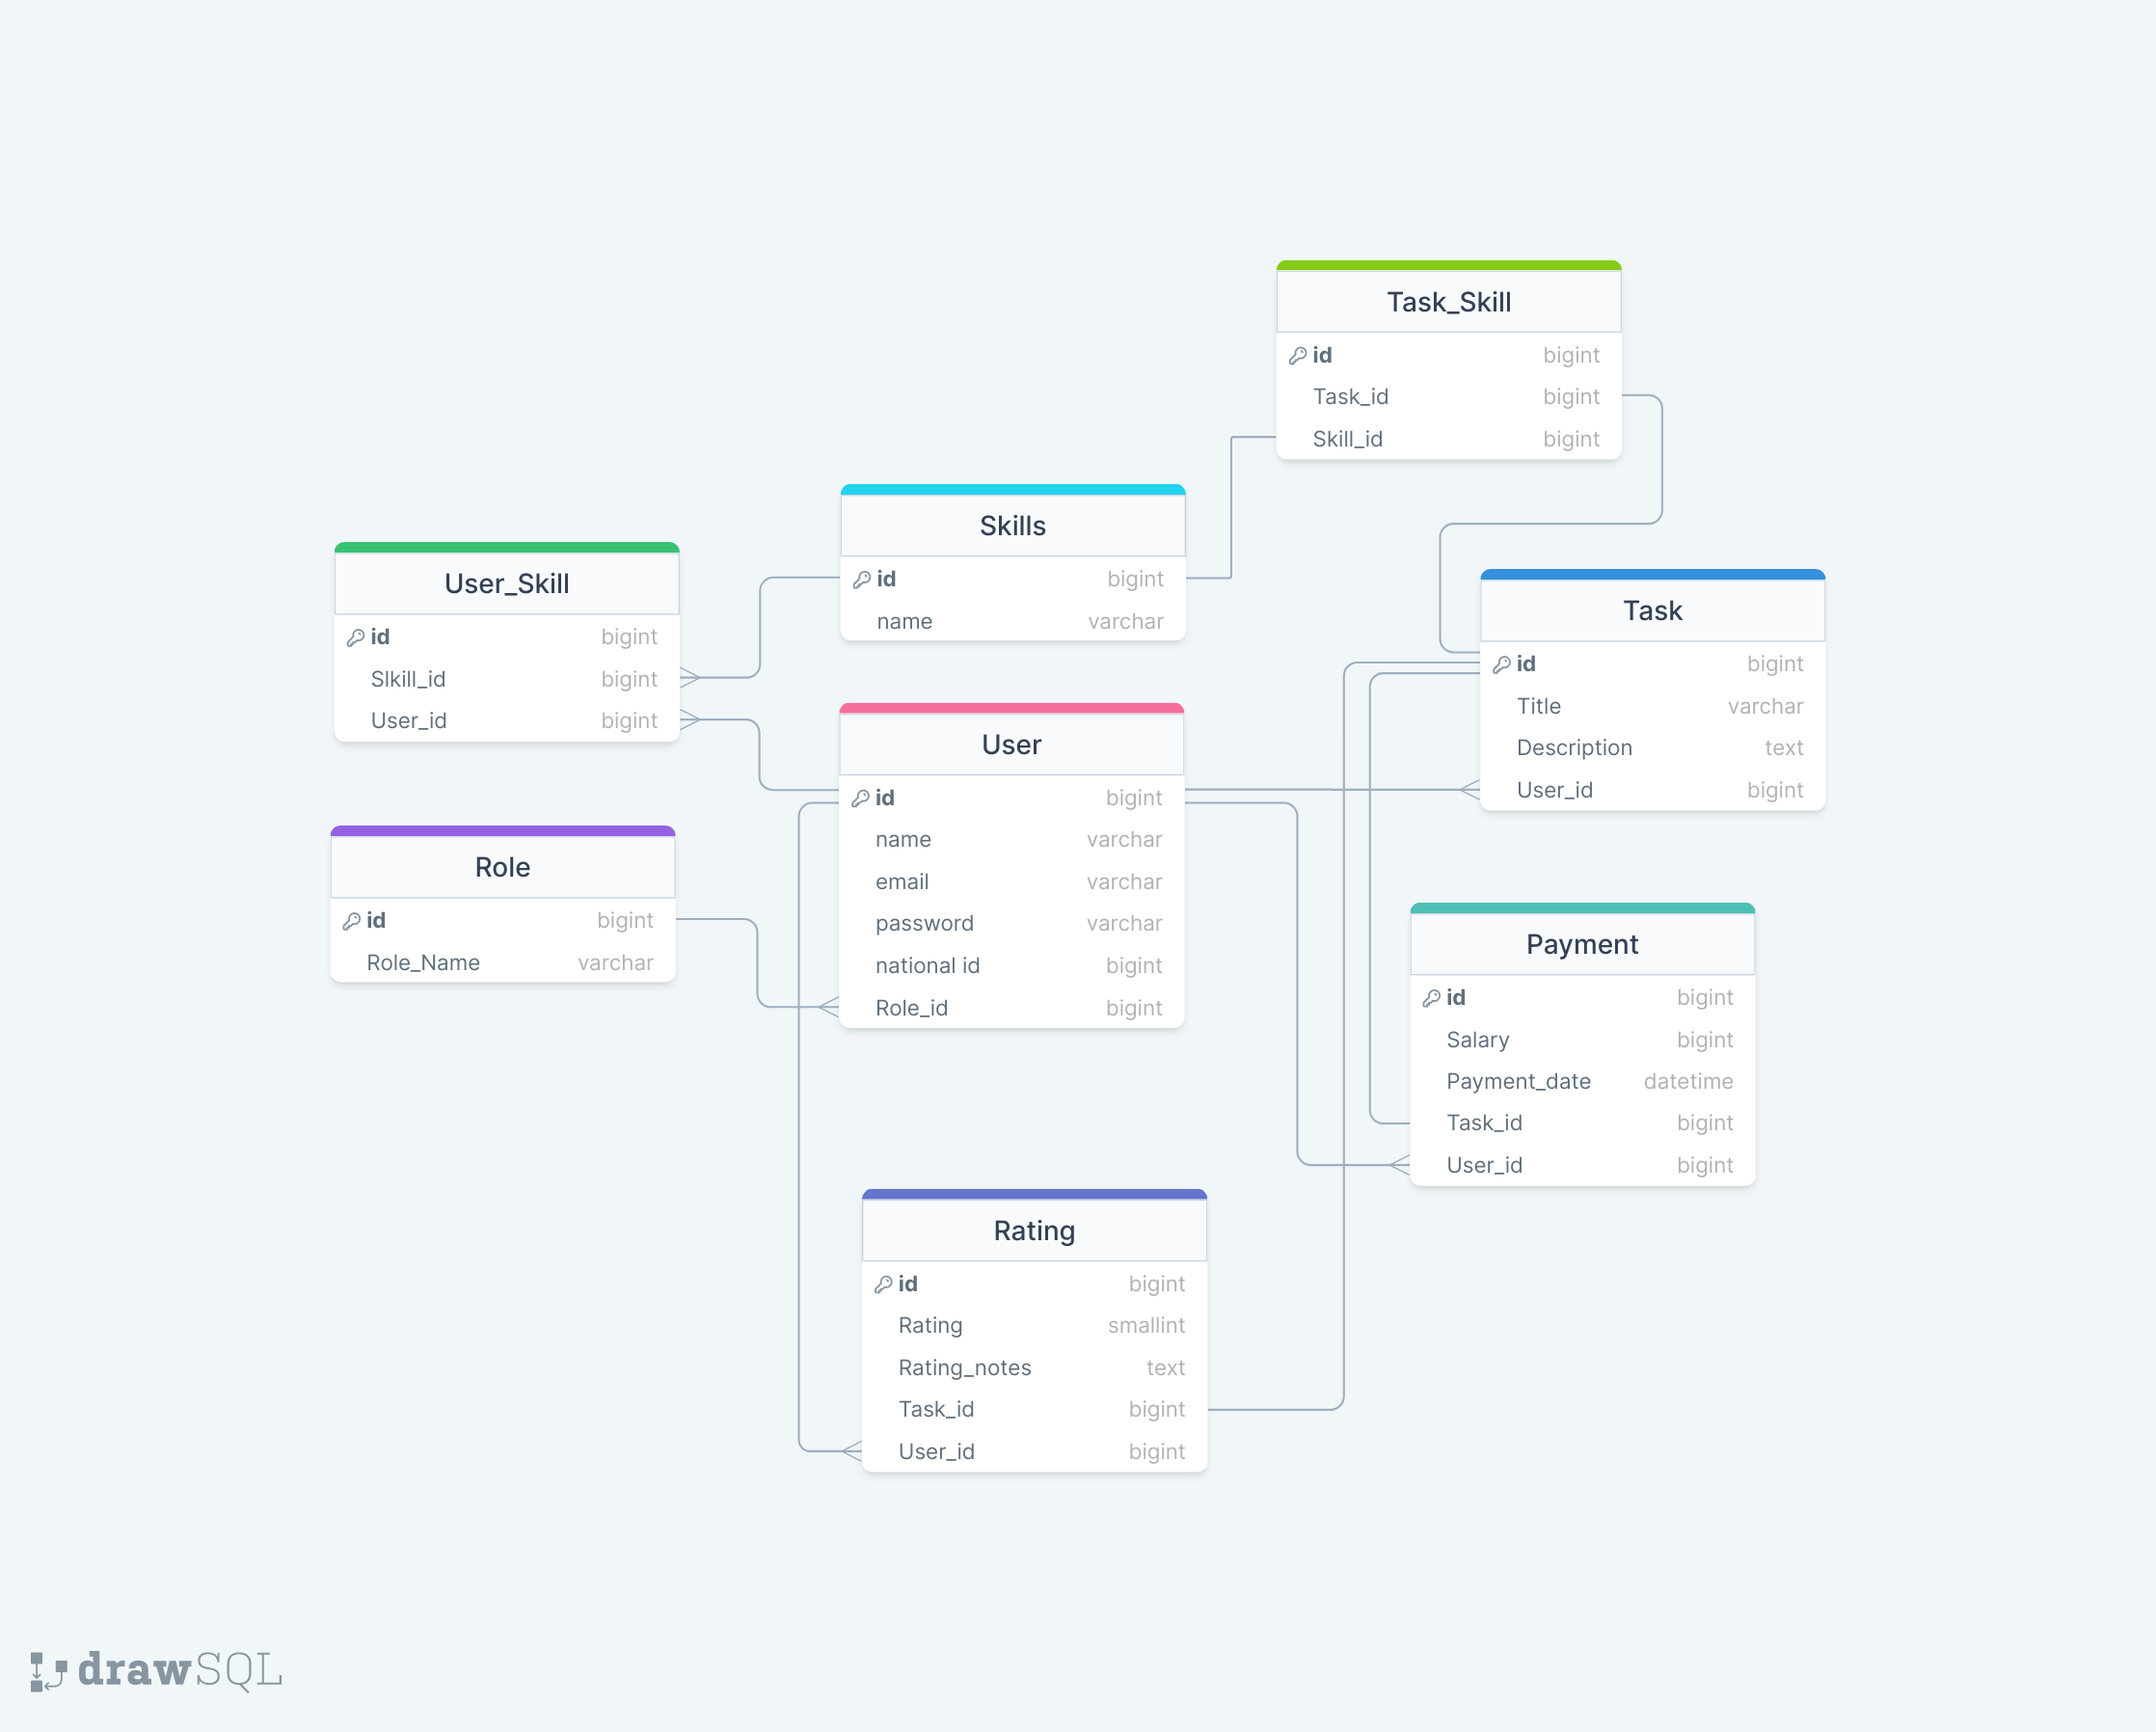 Task_Skill
id bigint
Task_id bigint
Skill_id bigint
Skills
id bigint
name varchar
User_Skill
id bigint
Slkill_id bigint
User_id bigint
Task
id bigint
Title varchar
Description text
User_id bigint
User
id bigint
name varchar
email varchar
password varchar
national id bigint
Role_id bigint
Role
id bigint
Role_Name varchar
Payment
id bigint
Salary bigint
Payment_date datetime
Task_id bigint
User_id bigint
Rating
id bigint
Rating smallint
Rating_notes text
Task_id bigint
User_id bigint
drawSQL